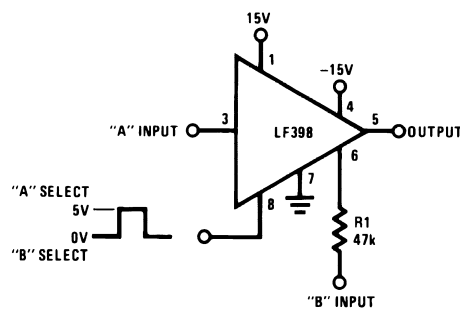 15V
1
-15V
4
"A" INPUT
3
LF398
5
OUTPUT
6
7
8
"A" SELECT
5V
0V
"B" SELECT
R1
47k
"B" INPUT